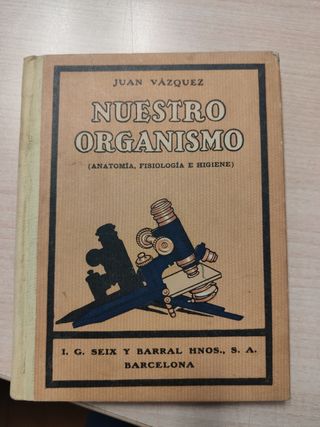 JUAN VÁZQUEZ
NUESTRO
ORGANISMO
(ANATOMÍA, FISIOLOGÍA E HIGIENE)
I. G. SEIX Y BARRAL HNOS., S. A.
BARCELONA